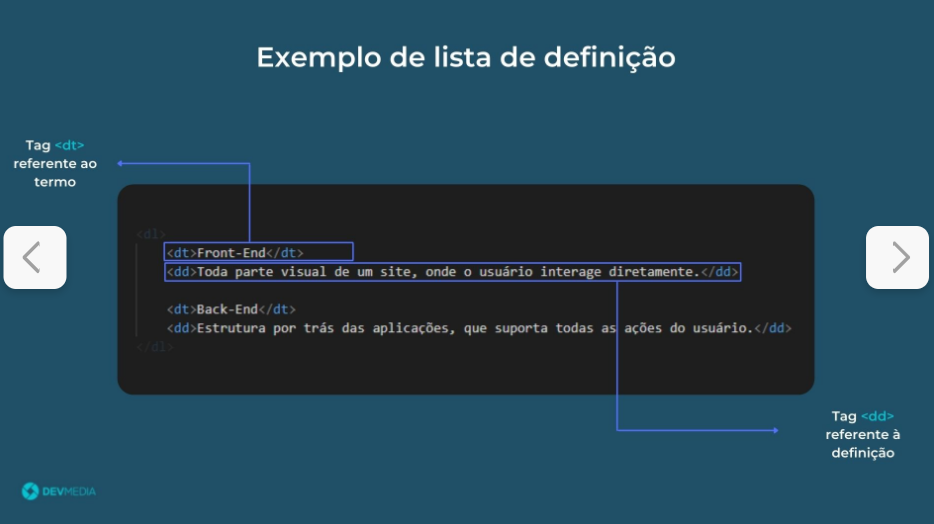 Exemplo de lista de definição
Tag <dt>
referente ao
termo
<dl>
<dt>Front-End</dt>
<dd>Toda parte visual de um site, onde o usuário interage diretamente.</dd>
<dt>Back-End</dt>
<dd>Estrutura por trás das aplicações, que suporta todas as ações do usuário.</dd>
</dl>
Tag <dd>
referente à
definição
DEVMEDIA